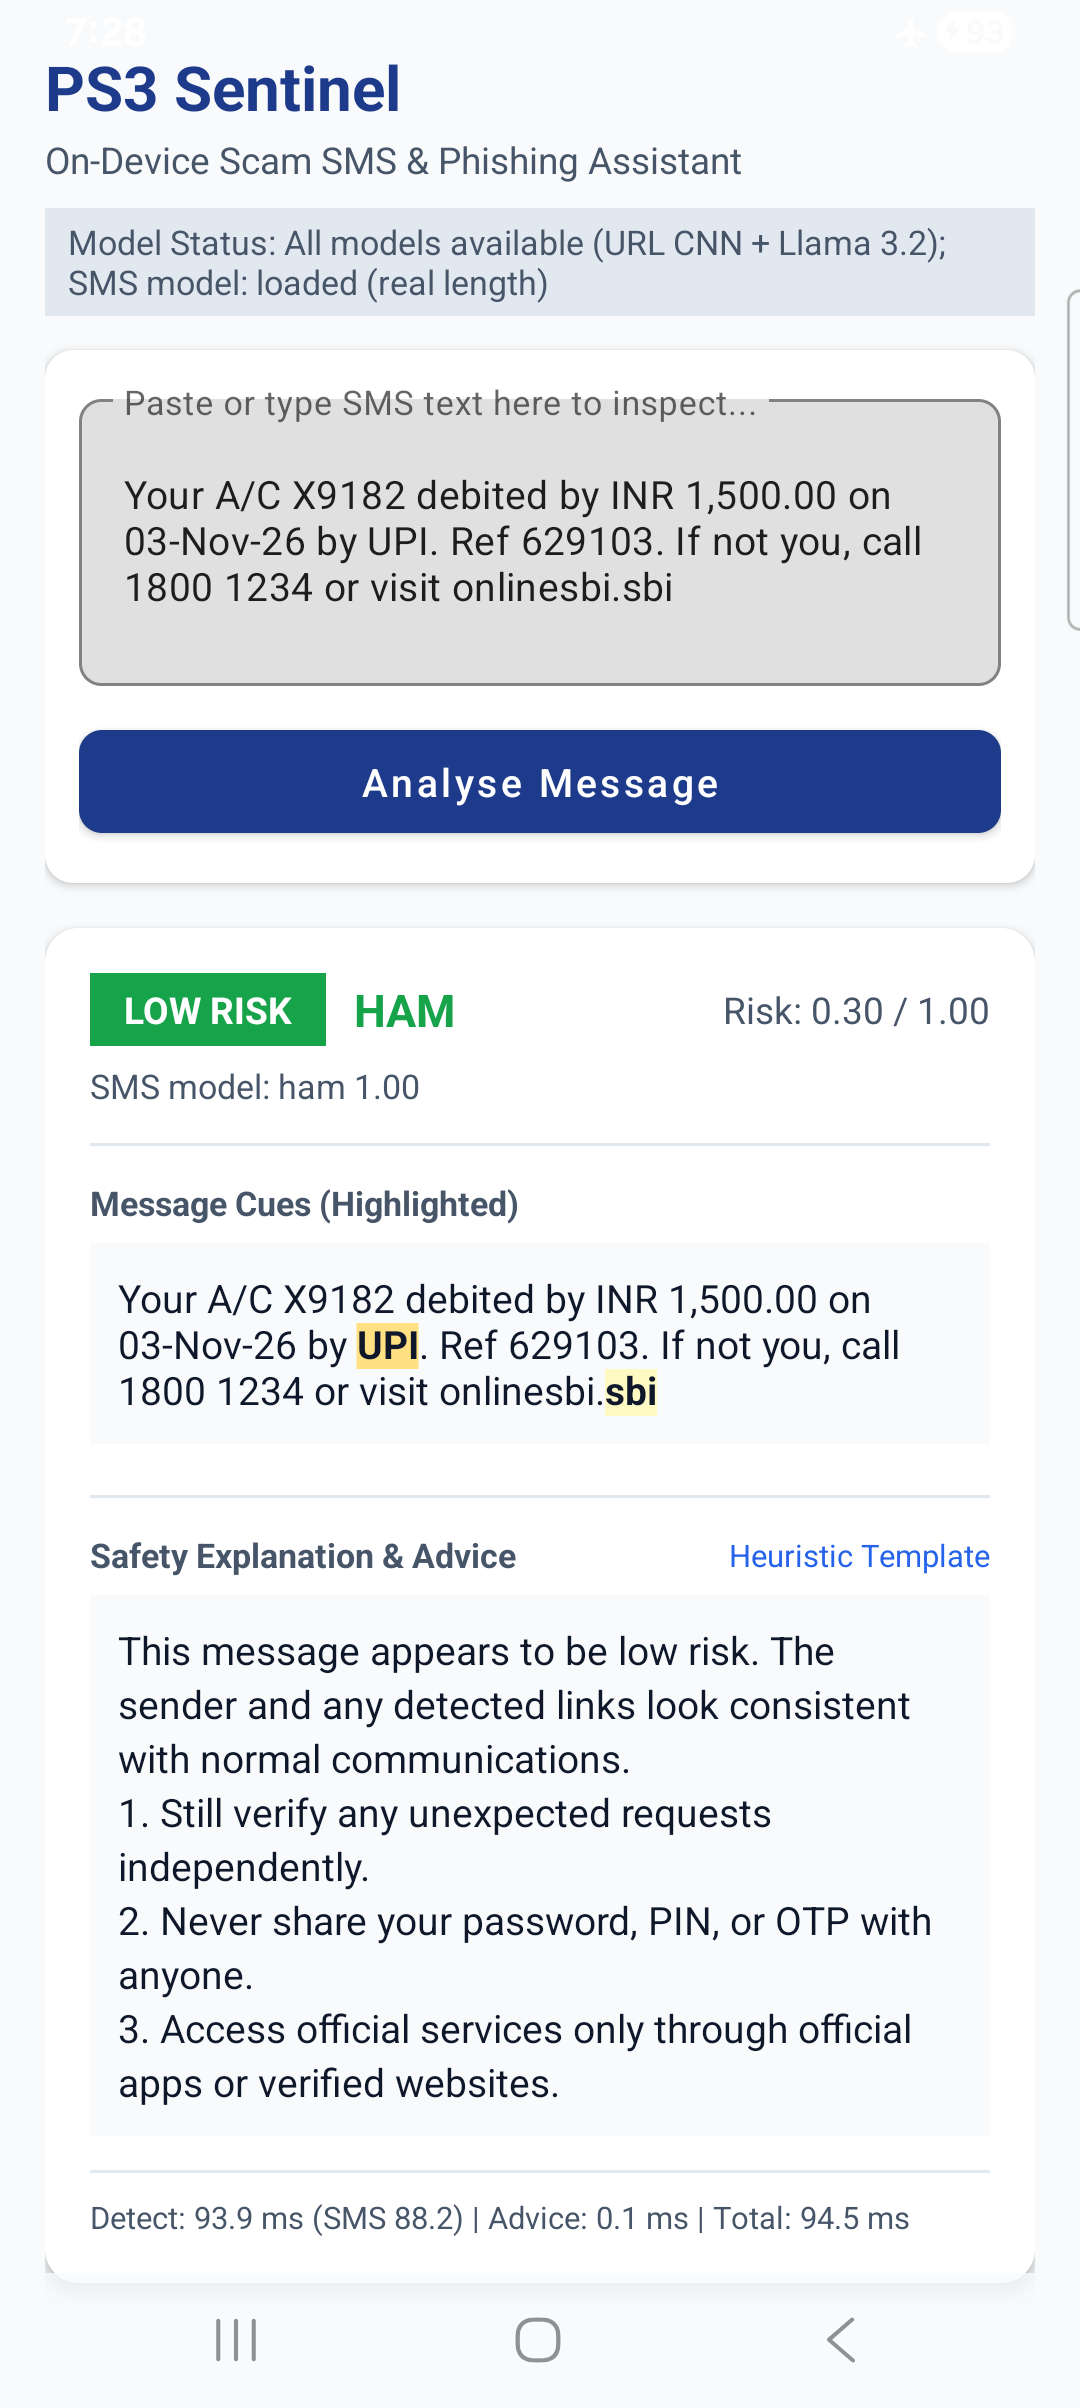 7:28
93
PS3 Sentinel
On-Device Scam SMS & Phishing Assistant
Model Status: All models available (URL CNN + Llama 3.2);
SMS model: loaded (real length)
Paste or type SMS text here to inspect...
Your A/C X9182 debited by INR 1,500.00 on
03-Nov-26 by UPI. Ref 629103. If not you, call
1800 1234 or visit onlinesbi.sbi
Analyse Message
LOW RISK HAM Risk: 0.30 / 1.00
SMS model: ham 1.00
Message Cues (Highlighted)
Your A/C X9182 debited by INR 1,500.00 on
03-Nov-26 by UPI. Ref 629103. If not you, call
1800 1234 or visit onlinesbi.sbi
Safety Explanation & Advice Heuristic Template
This message appears to be low risk. The
sender and any detected links look consistent
with normal communications.
1. Still verify any unexpected requests
independently.
2. Never share your password, PIN, or OTP with
anyone.
3. Access official services only through official
apps or verified websites.
Detect: 93.9 ms (SMS 88.2) | Advice: 0.1 ms | Total: 94.5 ms